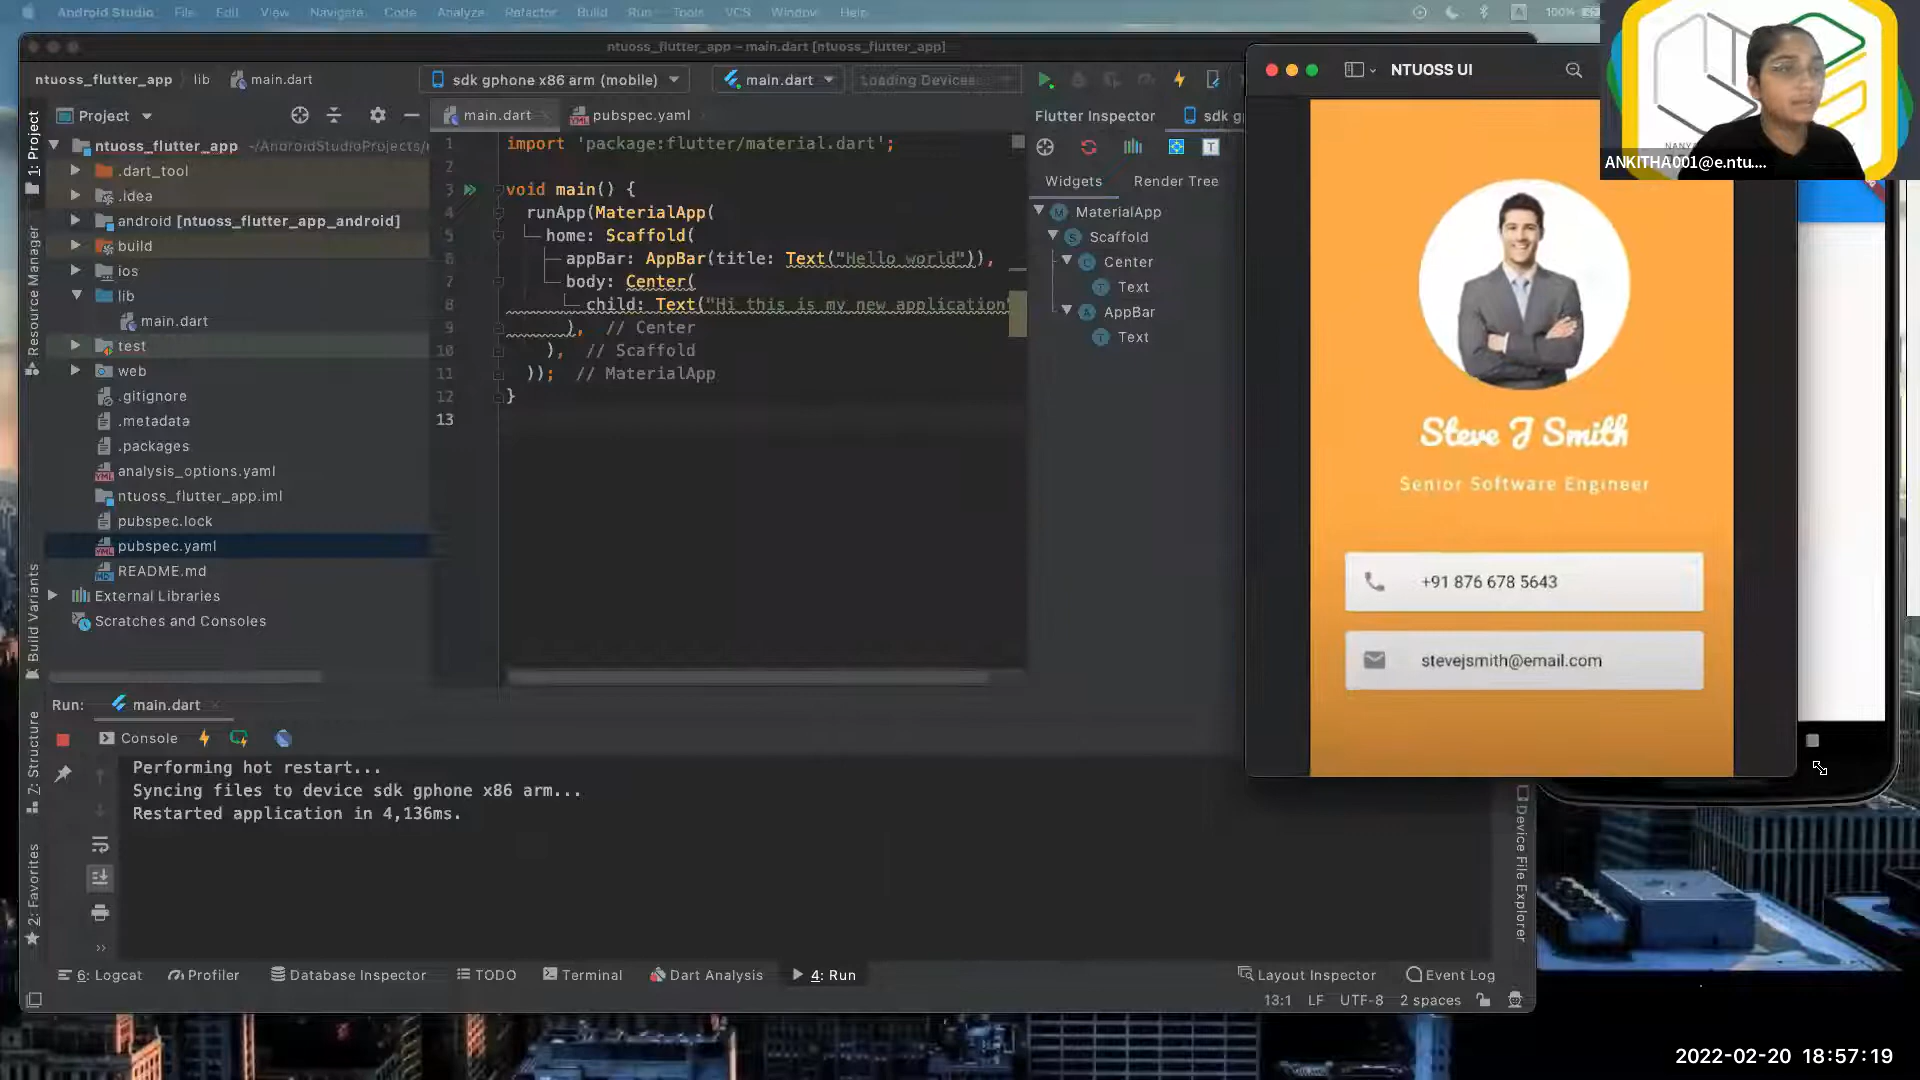 Android Studio File Edit View Navigate Code Analyze Refactor Build Run Tools VCS Window Help
100%
ntuoss_flutter_app – main.dart [ntuoss_flutter_app]
ntuoss_flutter_app lib main.dart
sdk gphone x86 arm (mobile)
main.dart
Loading Devices
1: Project
Resource Manager
Build Variants
7: Structure
2: Favorites
Project
ntuoss_flutter_app ~/AndroidStudioProjects/
.dart_tool
.idea
android [ntuoss_flutter_app_android]
build
ios
lib
main.dart
test
web
.gitignore
.metadata
.packages
analysis_options.yaml
ntuoss_flutter_app.iml
pubspec.lock
pubspec.yaml
README.md
External Libraries
Scratches and Consoles
main.dart pubspec.yaml
1 import 'package:flutter/material.dart';
2
3 void main() {
4 runApp(MaterialApp(
5 home: Scaffold(
6 appBar: AppBar(title: Text("Hello world")),
7 body: Center(
8 child: Text("Hi this is my new application"
9 ), // Center
10 ), // Scaffold
11 )); // MaterialApp
12 }
13
Flutter Inspector
sdk
Widgets Render Tree
MaterialApp
Scaffold
Center
Text
AppBar
Text
NTUOSS UI
Steve J Smith
Senior Software Engineer
+91 876 678 5643
stevejsmith@email.com
ANKITHA001@e.ntu....
Run: main.dart
Console
Performing hot restart...
Syncing files to device sdk gphone x86 arm...
Restarted application in 4,136ms.
Device File Explorer
6: Logcat Profiler Database Inspector TODO Terminal Dart Analysis 4: Run Layout Inspector Event Log
13:1 LF UTF-8 2 spaces
2022-02-20 18:57:19